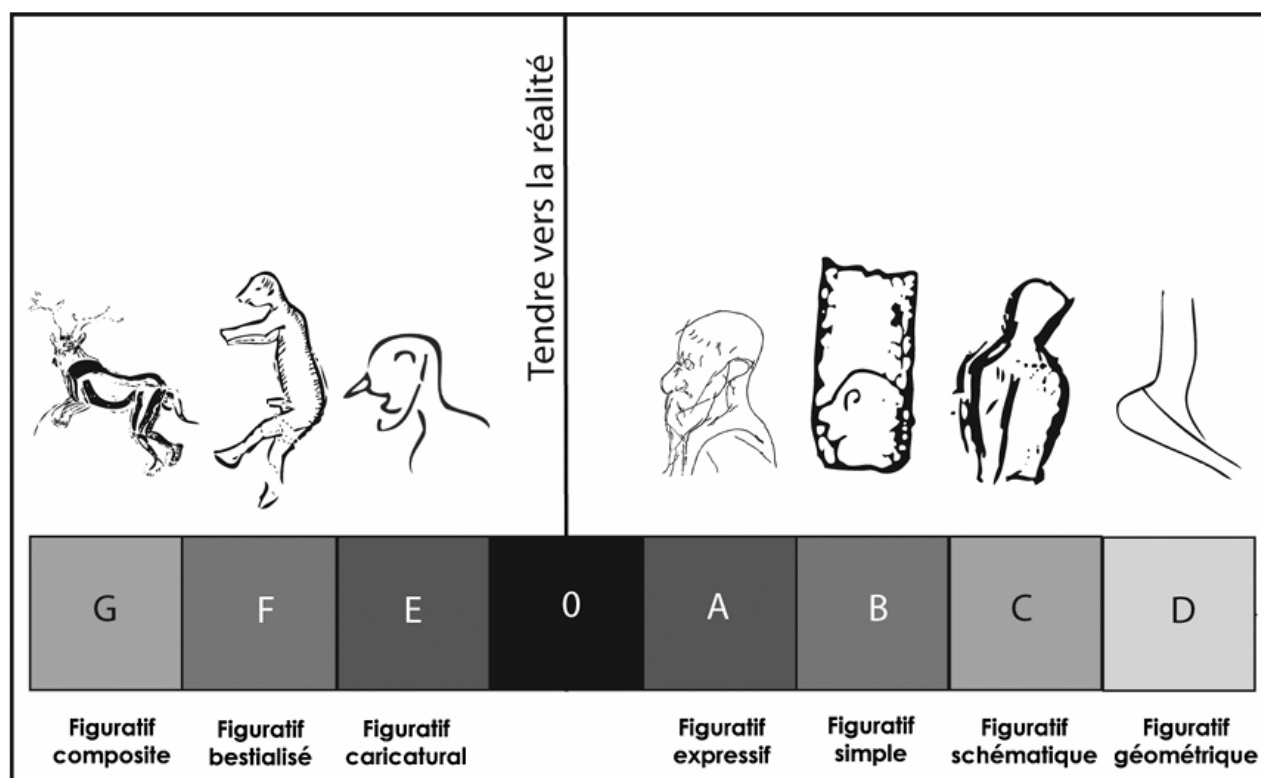 Tendre vers la réalité
G
F
E
0
A
B
C
D
Figuratif
composite
Figuratif
bestialisé
Figuratif
caricatural
Figuratif
expressif
Figuratif
simple
Figuratif
schématique
Figuratif
géométrique